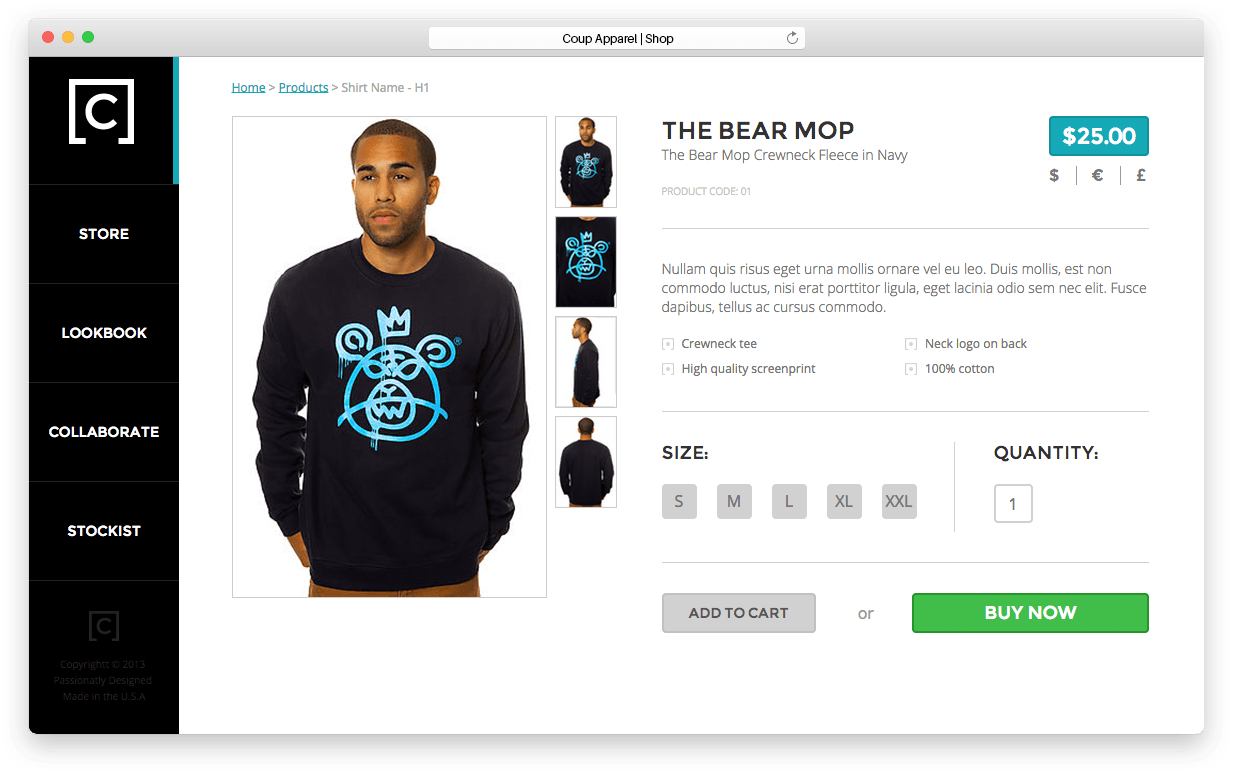 Coup Apparel | Shop
[C]
STORE
LOOKBOOK
COLLABORATE
STOCKIST
[C]
Copyrightt © 2013
Passionatly Designed
Made in the U.S.A
Home > Products > Shirt Name - H1
®
THE BEAR MOP
The Bear Mop Crewneck Fleece in Navy
PRODUCT CODE: 01
$25.00
$ | € | £
Nullam quis risus eget urna mollis ornare vel eu leo. Duis mollis, est non
commodo luctus, nisi erat porttitor ligula, eget lacinia odio sem nec elit. Fusce
dapibus, tellus ac cursus commodo.
Crewneck tee
Neck logo on back
High quality screenprint
100% cotton
SIZE:
S M L XL XXL
QUANTITY:
1
ADD TO CART
or
BUY NOW